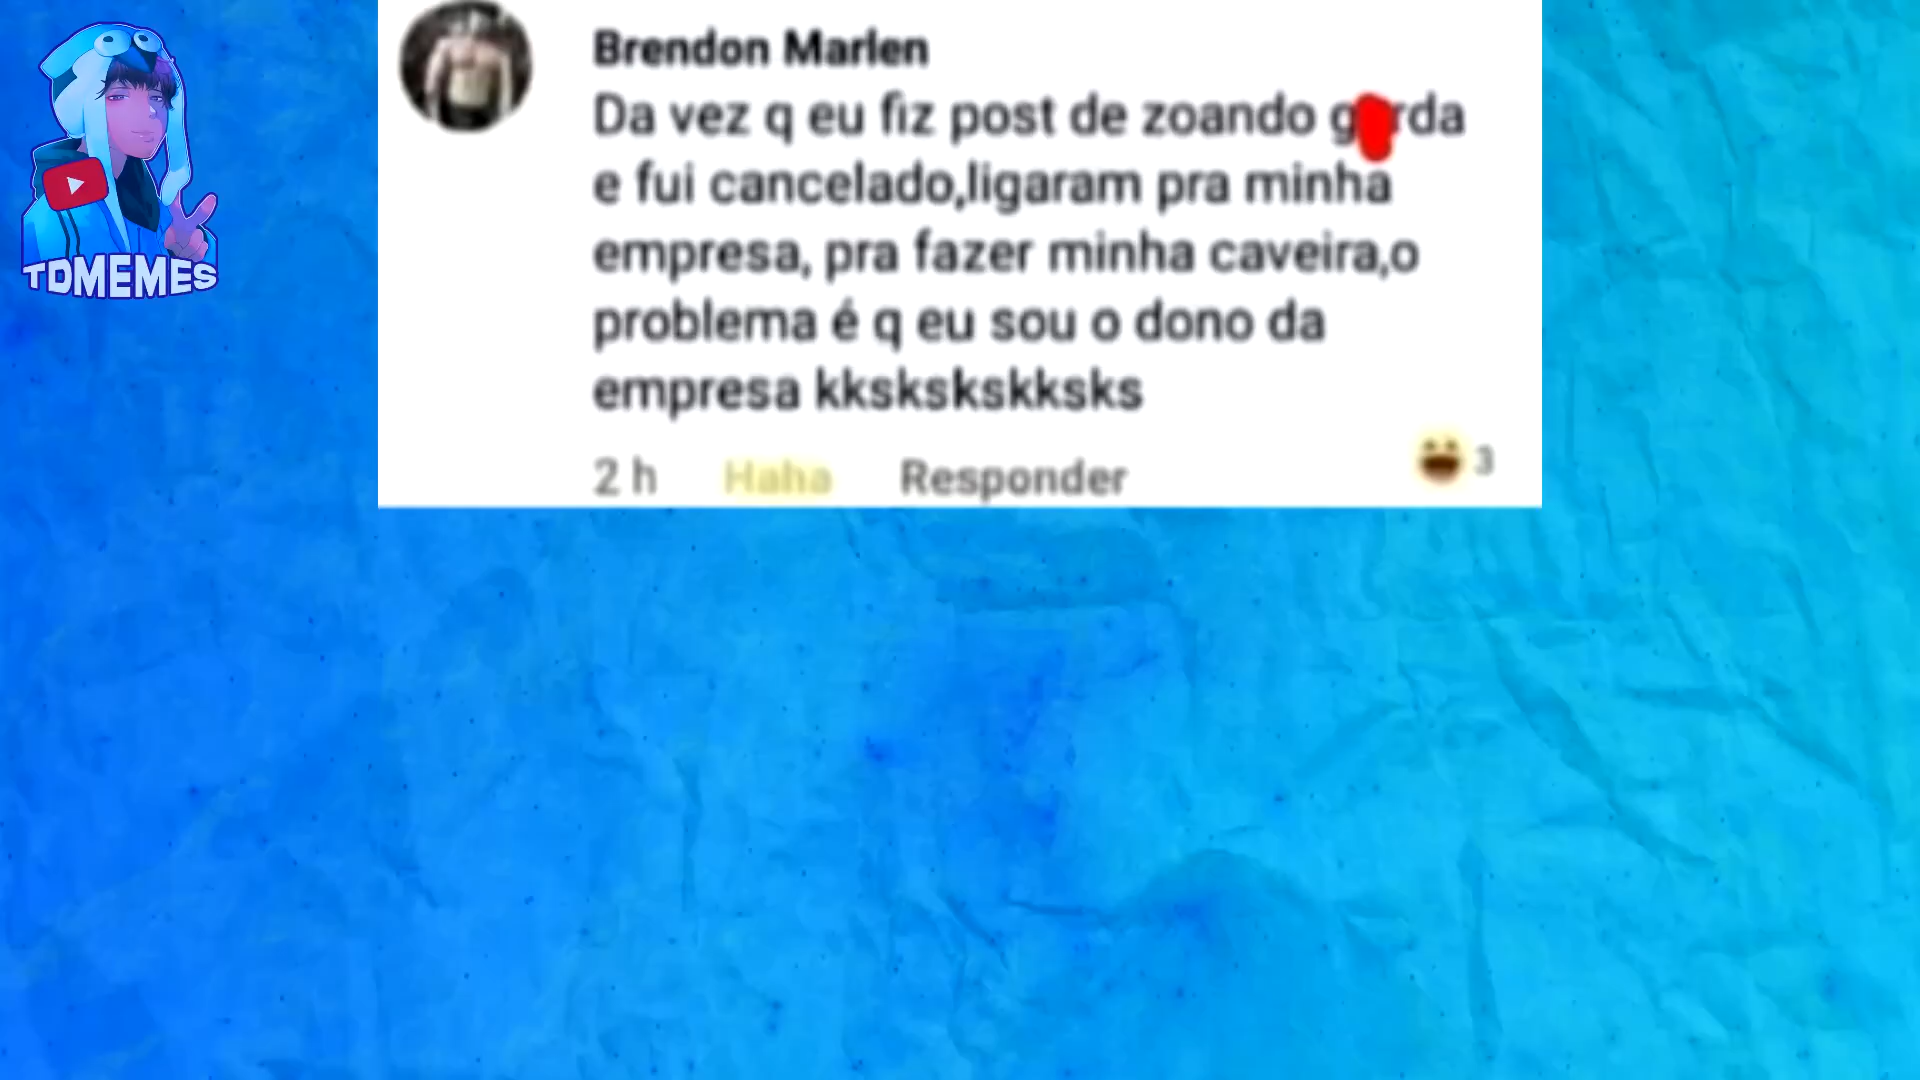 TDMEMES
Brendon Marlen
Da vez q eu fiz post de zoando g rda
e fui cancelado,ligaram pra minha
empresa, pra fazer minha caveira,o
problema é q eu sou o dono da
empresa kkskskskksks
2 h Haha Responder 3